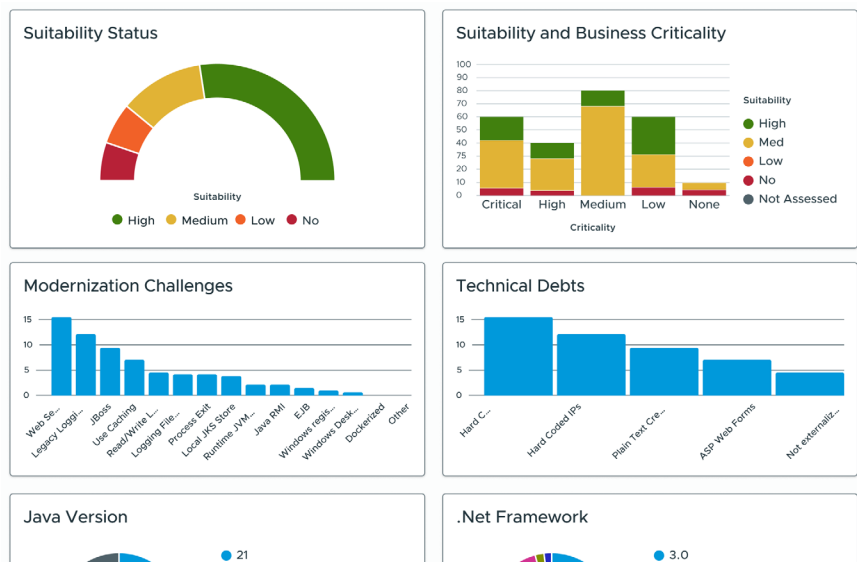 Suitability Status
Suitability
High
Medium
Low
No
Suitability and Business Criticality
100
90
80
70
60
50
40
75
20
10
0
Critical
High
Medium
Low
None
Criticality
Suitability
High
Med
Low
No
Not Assessed
Modernization Challenges
15
10
5
0
Web Se...
Legacy Loggi...
JBoss
Use Caching
Read/Write L...
Logging File...
Process Exit
Local JKS Store
Runtime JVM...
Java RMI
EJB
Windows regis...
Windows Desk...
Dockerized
Other
Technical Debts
15
10
5
0
Hard C...
Hard Coded IPs
Plain Text Cre...
ASP Web Forms
Not externaliz...
Java Version
21
.Net Framework
3.0